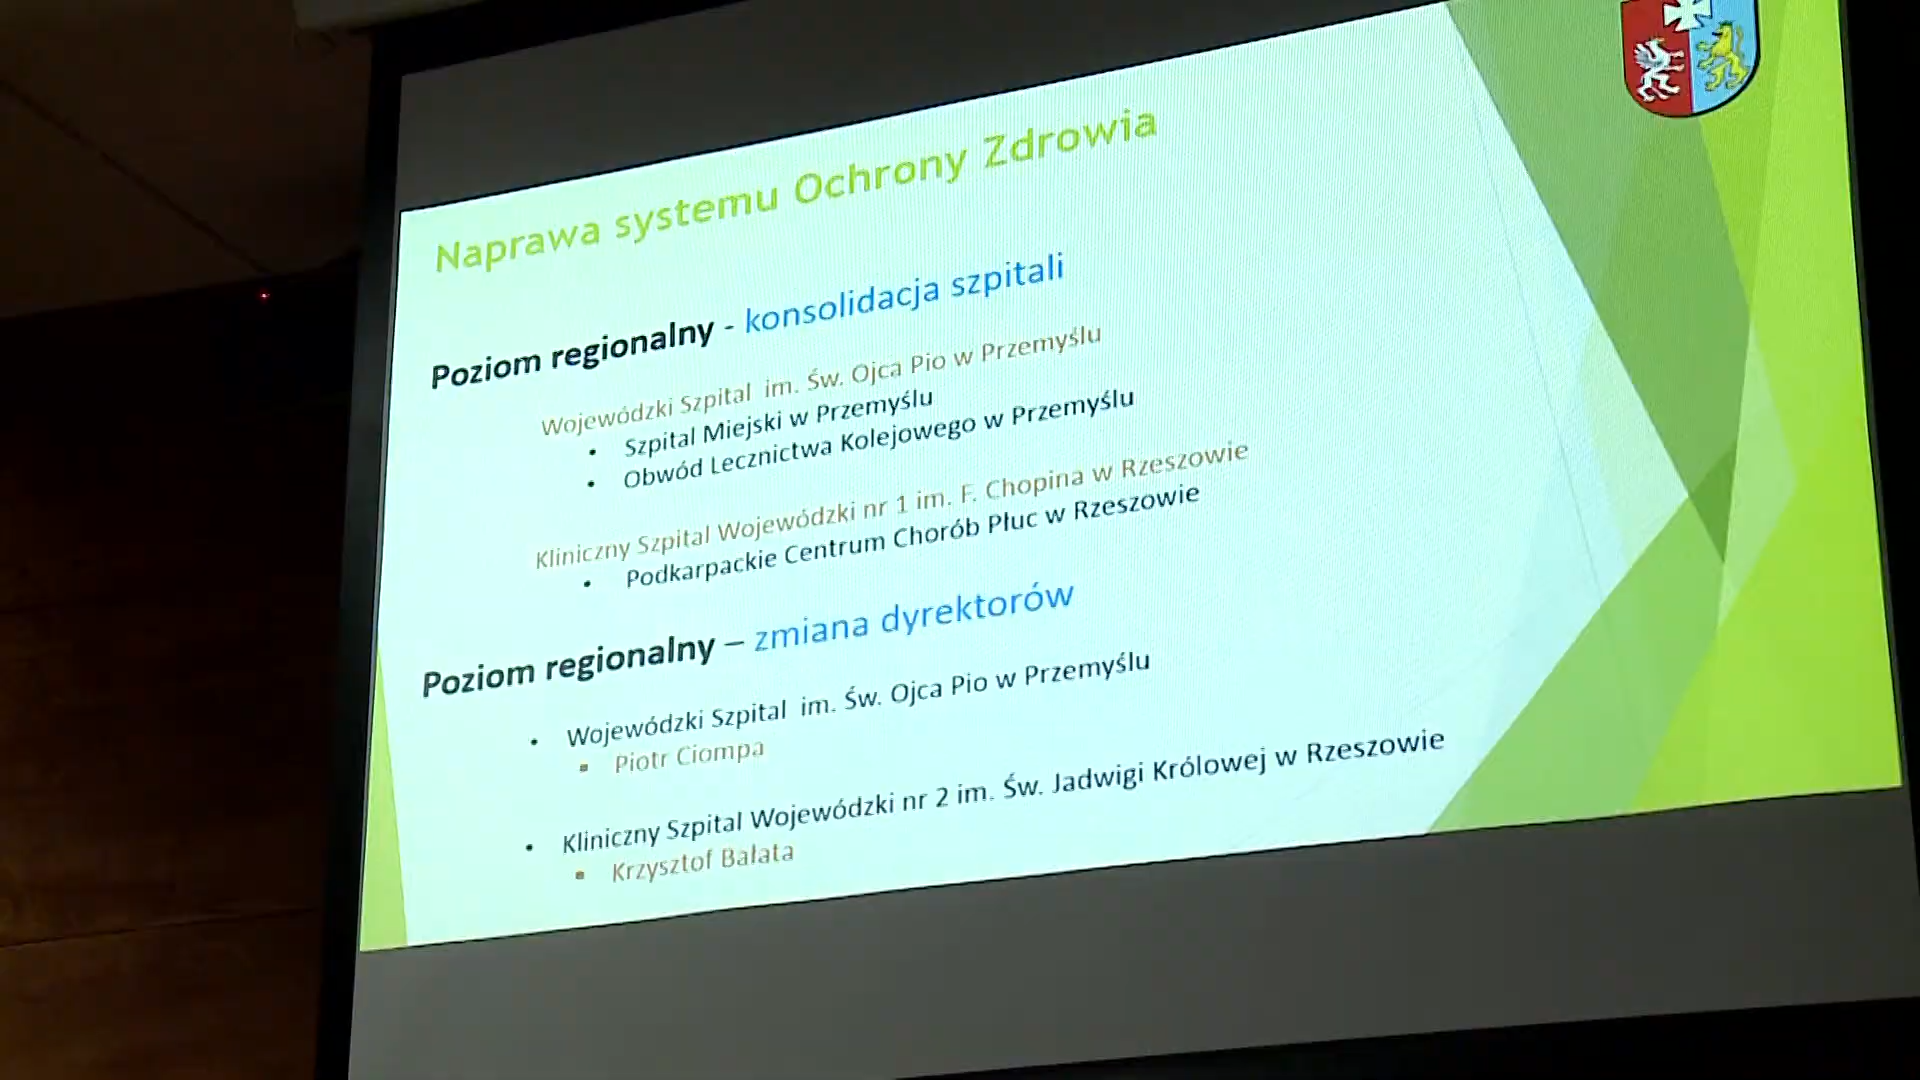 Naprawa systemu Ochrony Zdrowia
Poziom regionalny - konsolidacja szpitali
Wojewódzki Szpital im. Św. Ojca Pio w Przemyślu
• Szpital Miejski w Przemyślu
• Obwód Lecznictwa Kolejowego w Przemyślu
Kliniczny Szpital Wojewódzki nr 1 im. F. Chopina w Rzeszowie
• Podkarpackie Centrum Chorób Płuc w Rzeszowie
Poziom regionalny – zmiana dyrektorów
• Wojewódzki Szpital im. Św. Ojca Pio w Przemyślu
▪ Piotr Ciompa
• Kliniczny Szpital Wojewódzki nr 2 im. Św. Jadwigi Królowej w Rzeszowie
▪ Krzysztof Bałata